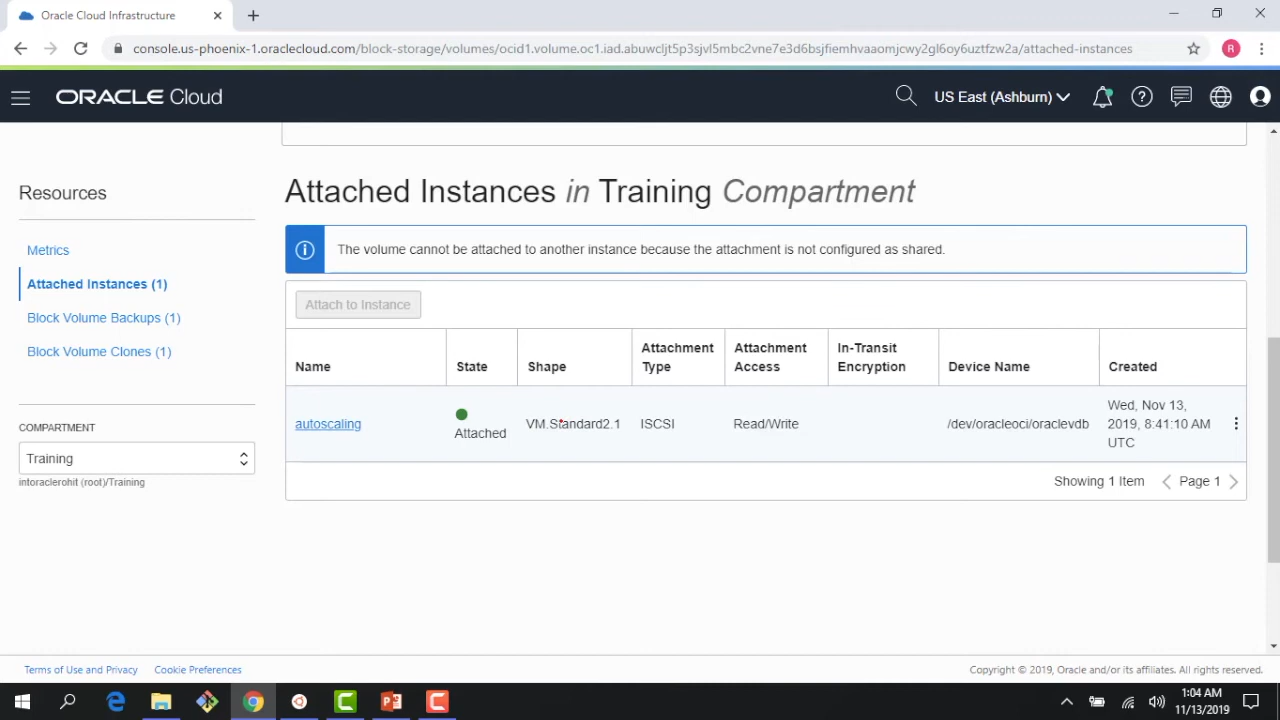 Oracle Cloud Infrastructure
console.us-phoenix-1.oraclecloud.com/block-storage/volumes/ocid1.volume.oc1.iad.abuwcljt5p3sjvl5mbc2vne7e3d6bsjfiemhvaaomjcwy2gl6oy6uztfzw2a/attached-instances
R
ORACLE Cloud
US East (Ashburn)
Resources
Metrics
Attached Instances (1)
Block Volume Backups (1)
Block Volume Clones (1)
COMPARTMENT
Training
intoraclerohit (root)/Training
Attached Instances in Training Compartment
The volume cannot be attached to another instance because the attachment is not configured as shared.
Attach to Instance
Name State Shape Attachment Type Attachment Access In-Transit Encryption Device Name Created
autoscaling Attached VM.Standard2.1 ISCSI Read/Write /dev/oracleoci/oraclevdb Wed, Nov 13, 2019, 8:41:10 AM UTC
Showing 1 Item Page 1
Terms of Use and Privacy Cookie Preferences
Copyright © 2019, Oracle and/or its affiliates. All rights reserved.
1:04 AM
11/13/2019